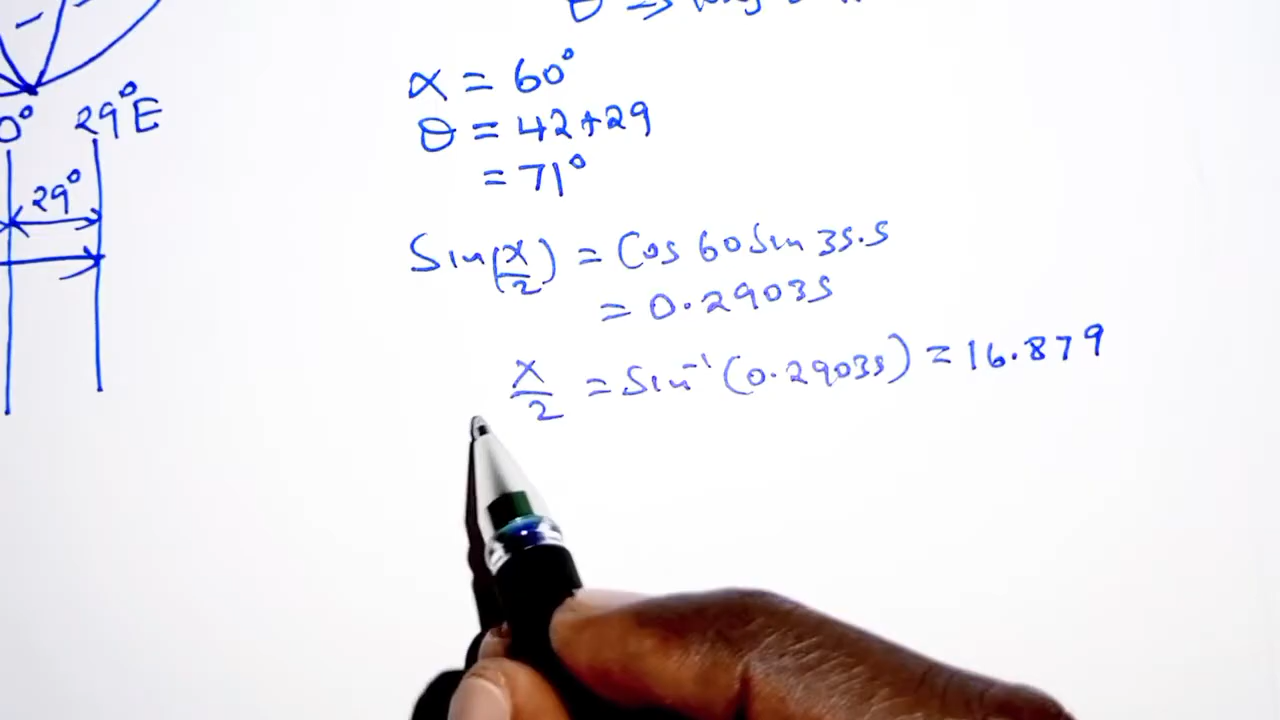 θ ⇒
α = 60°
θ = 42+29
= 71°
0° 29°E
29°
Sin(x/2) = Cos 60 Sin 35.5
= 0.29035
x/2 = Sin⁻¹(0.29035) = 16.879